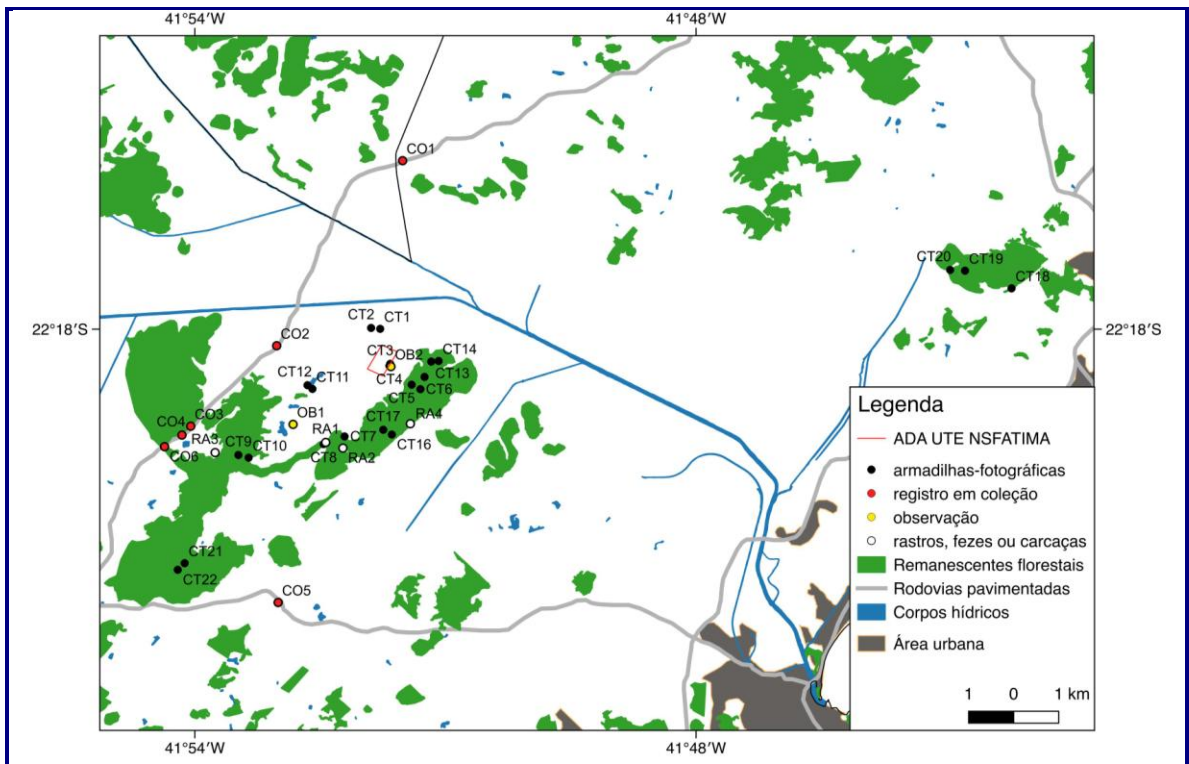 41°54′W
41°48′W
CO1
CT20
CT19
CT18
22°18′S
22°18′S
CT2
CT1
CO2
CT3
OB2
CT14
CT12
CT11
CT4
CT13
CT5
CT6
CO4
CO3
OB1
CT17
RA4
RA3
RA1
CT7
CT16
CO6
CT9
CT10
CT8
RA2
CT21
CT22
CO5
Legenda
ADA UTE NSFATIMA
armadilhas-fotográficas
registro em coleção
observação
rastros, fezes ou carcaças
Remanescentes florestais
Rodovias pavimentadas
Corpos hídricos
Área urbana
1 0 1 km
41°54′W
41°48′W